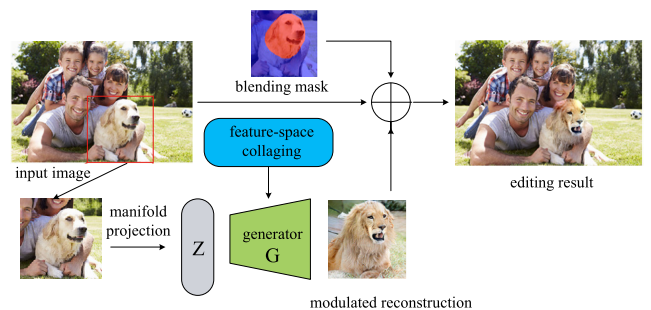 blending mask
feature-space
collaging
input image
editing result
manifold
projection
Z
generator
G
modulated reconstruction